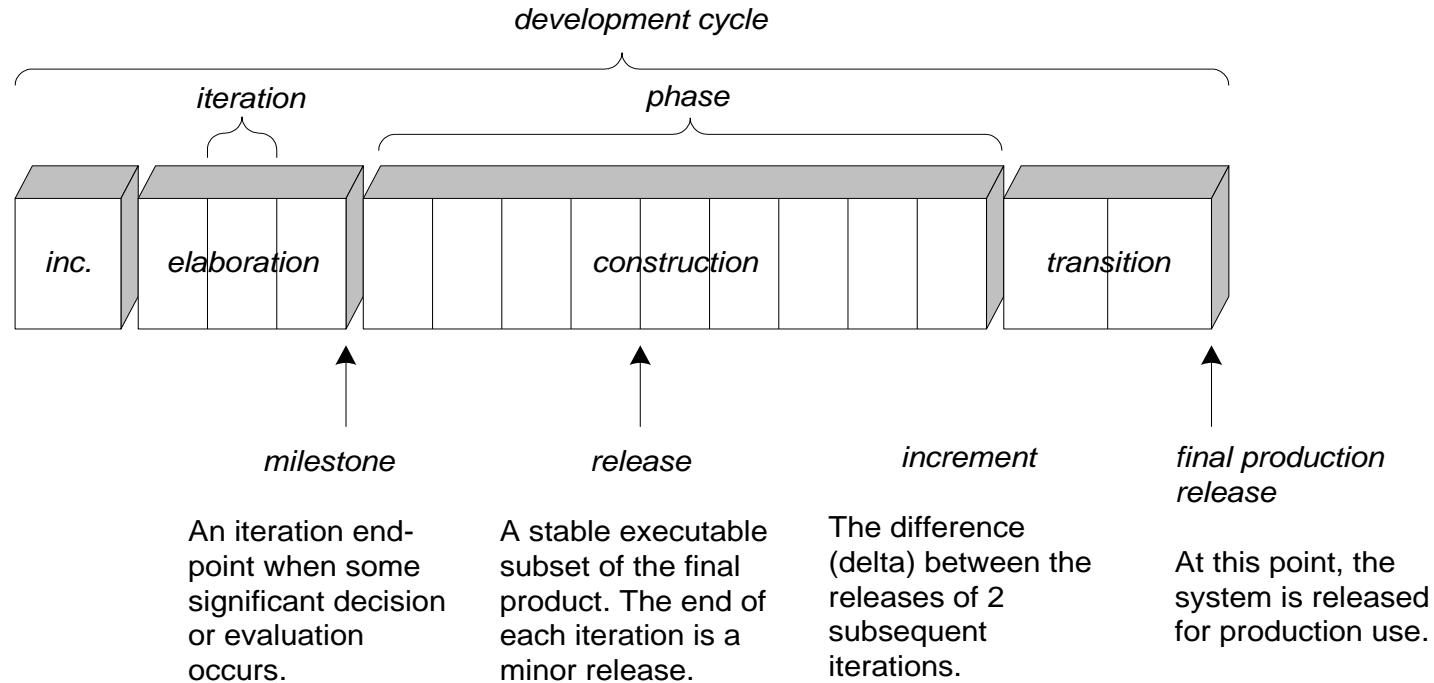 development cycle
iteration
phase
inc.
elaboration
construction
transition
milestone
An iteration end-
point when some
significant decision
or evaluation
occurs.
release
A stable executable
subset of the final
product. The end of
each iteration is a
minor release.
increment
The difference
(delta) between the
releases of 2
subsequent
iterations.
final production
release
At this point, the
system is released
for production use.